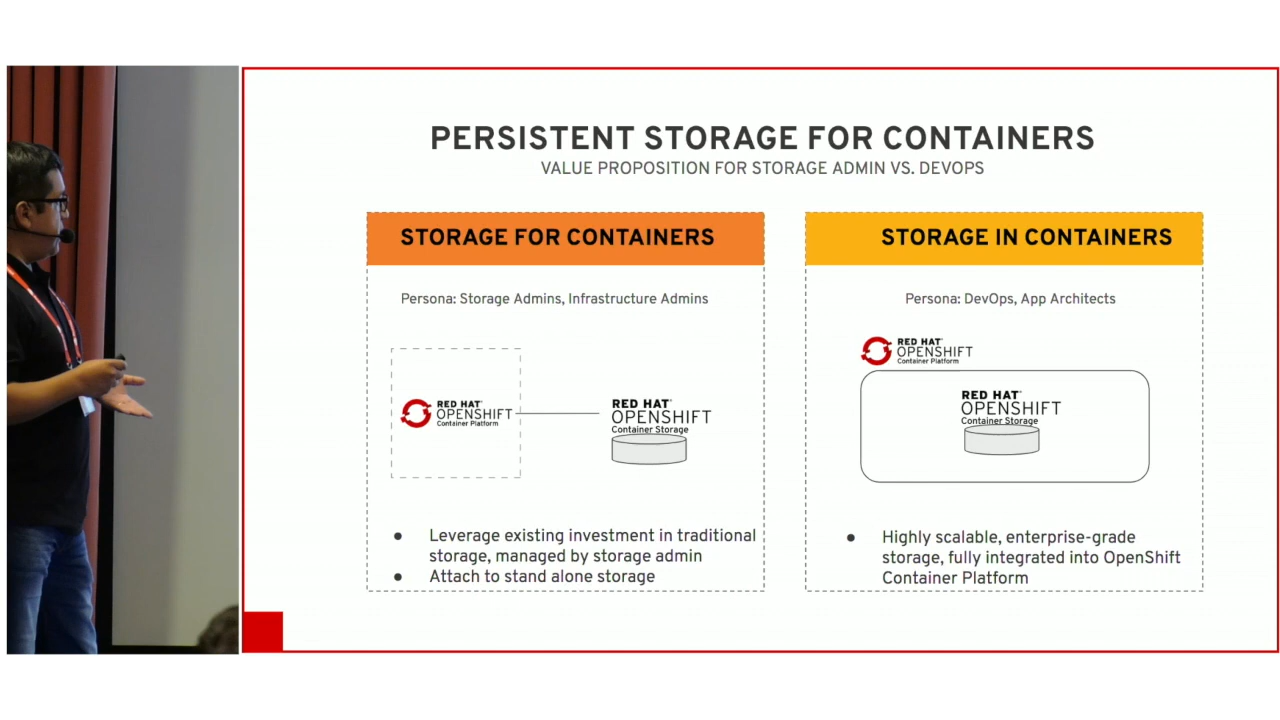 PERSISTENT STORAGE FOR CONTAINERS
VALUE PROPOSITION FOR STORAGE ADMIN VS. DEVOPS
STORAGE FOR CONTAINERS
Persona: Storage Admins, Infrastructure Admins
RED HAT
OPENSHIFT
Container Platform
RED HAT
OPENSHIFT
Container Storage
● Leverage existing investment in traditional
storage, managed by storage admin
● Attach to stand alone storage
STORAGE IN CONTAINERS
Persona: DevOps, App Architects
RED HAT
OPENSHIFT
Container Platform
RED HAT
OPENSHIFT
Container Storage
● Highly scalable, enterprise-grade
storage, fully integrated into OpenShift
Container Platform